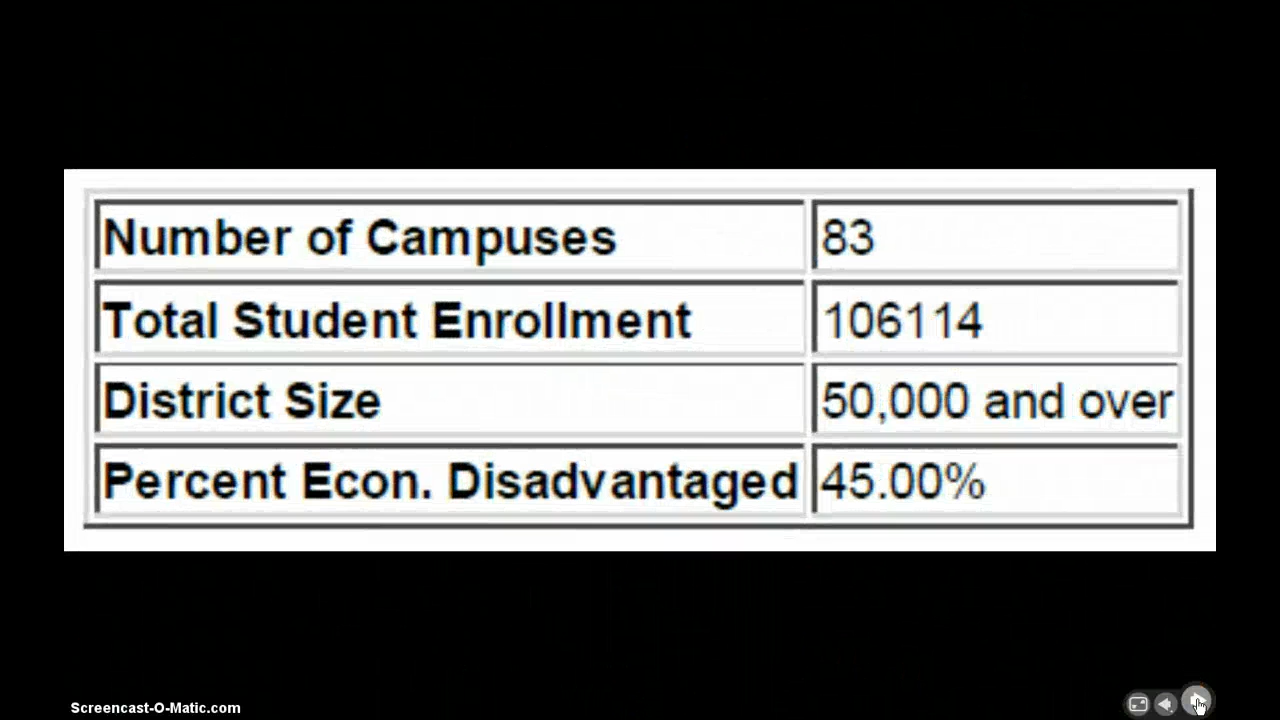 Number of Campuses 83
Total Student Enrollment 106114
District Size 50,000 and over
Percent Econ. Disadvantaged 45.00%
Screencast-O-Matic.com